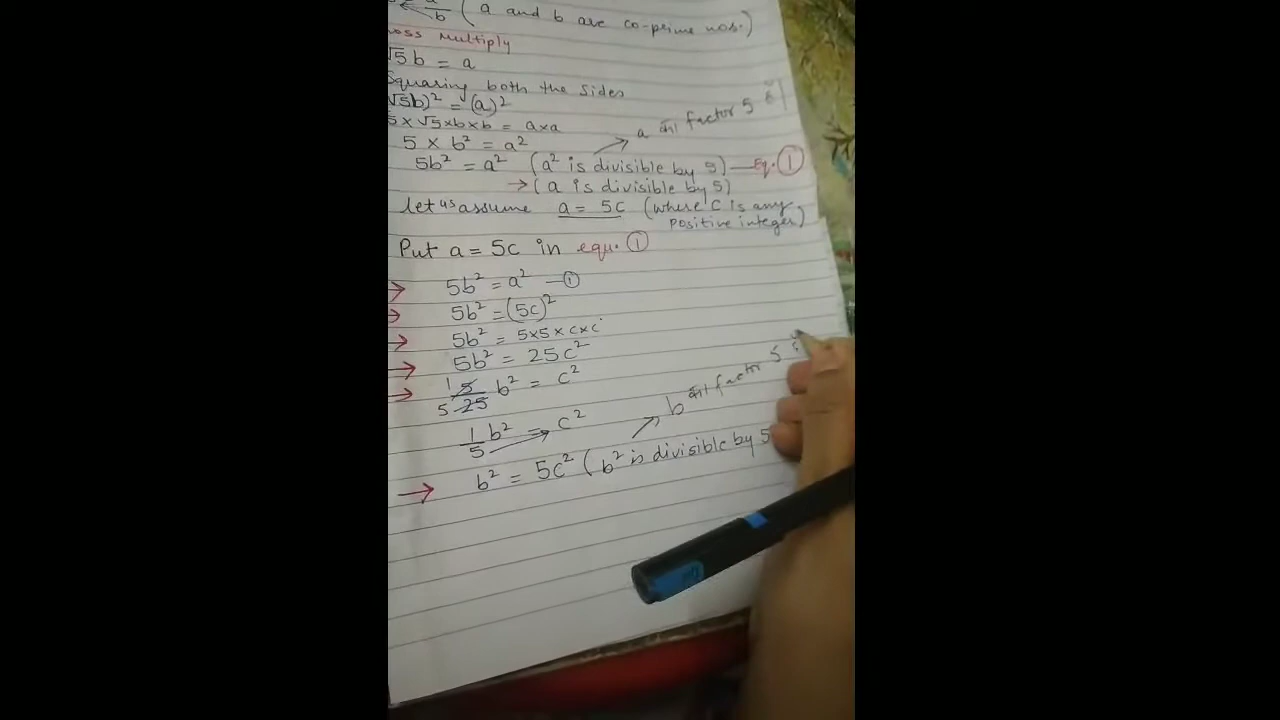 a/b ( a and b are co-prime nos.)
oss Multiply
√5b = a
Squaring both the sides
√5b)² = (a)²
5 × √5 × b × b = a×a
a का factor 5 है
5 × b² = a²
5b² = a² (a² is divisible by 5) — Eq. ①
→ ( a is divisible by 5)
let us assume a = 5c (where c is any
positive integer)
Put a = 5c in equ. ①
→ 5b² = a² — ①
→ 5b² = (5c)²
→ 5b² = 5×5×c×c
→ 5b² = 25c²
→ 1 5/25 5 b² = c²
b का factor 5
1/5 b² = c²
→ b² = 5c² ( b² is divisible by 5